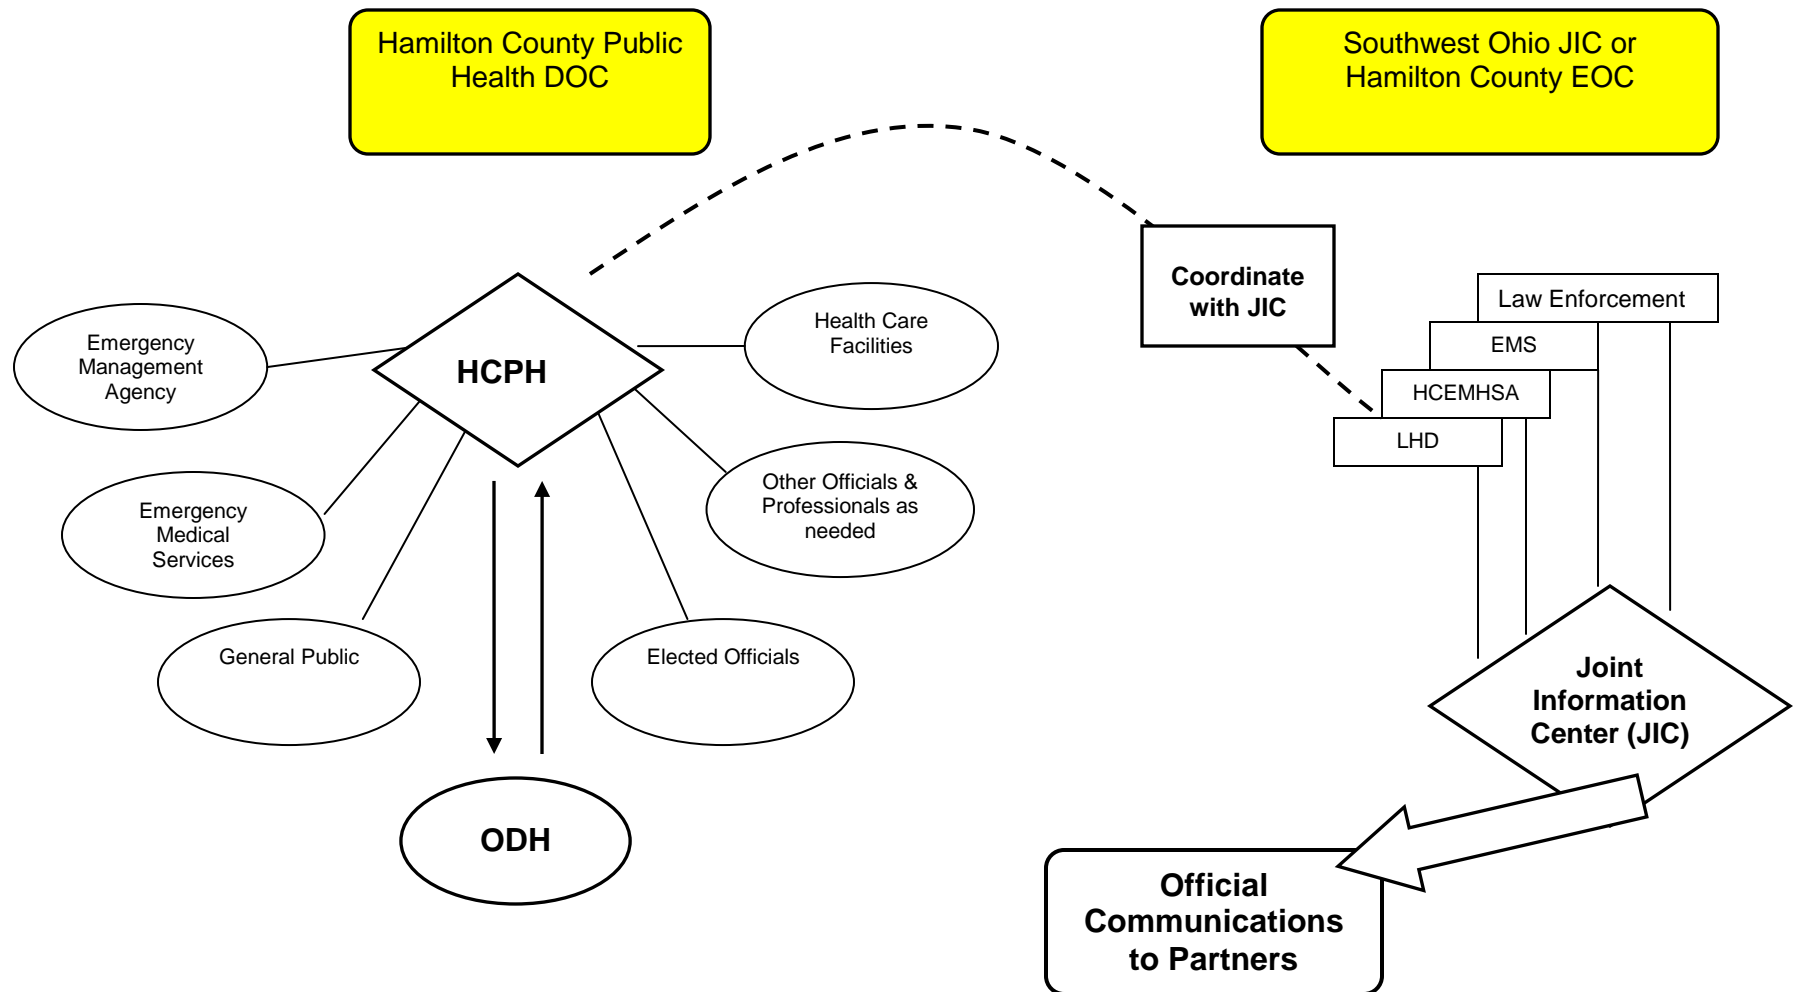 Hamilton County Public
Health DOC
Southwest Ohio JIC or
Hamilton County EOC
Coordinate
with JIC
Law Enforcement
EMS
HCEMHSA
LHD
Emergency
Management
Agency
HCPH
Health Care
Facilities
Emergency
Medical
Services
Other Officials &
Professionals as
needed
General Public
Elected Officials
ODH
Joint
Information
Center (JIC)
Official
Communications
to Partners